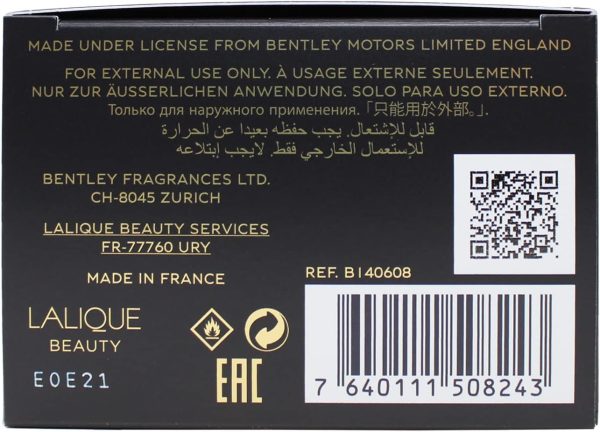 MADE UNDER LICENSE FROM BENTLEY MOTORS LIMITED ENGLAND
FOR EXTERNAL USE ONLY. À USAGE EXTERNE SEULEMENT.
NUR ZUR ÄUSSERLICHEN ANWENDUNG. SOLO PARA USO EXTERNO.
Только для наружного применения. 「只能用於外部。」.
قابل للإشتعال. يجب حفظه بعيدا عن الحرارة
للإستعمال الخارجي فقط. لايجب إبتلاعه
BENTLEY FRAGRANCES LTD.
CH-8045 ZURICH
LALIQUE BEAUTY SERVICES
FR-77760 URY
MADE IN FRANCE
REF. B140608
LALIQUE
BEAUTY
E0E21
EAC
7 640111 508243